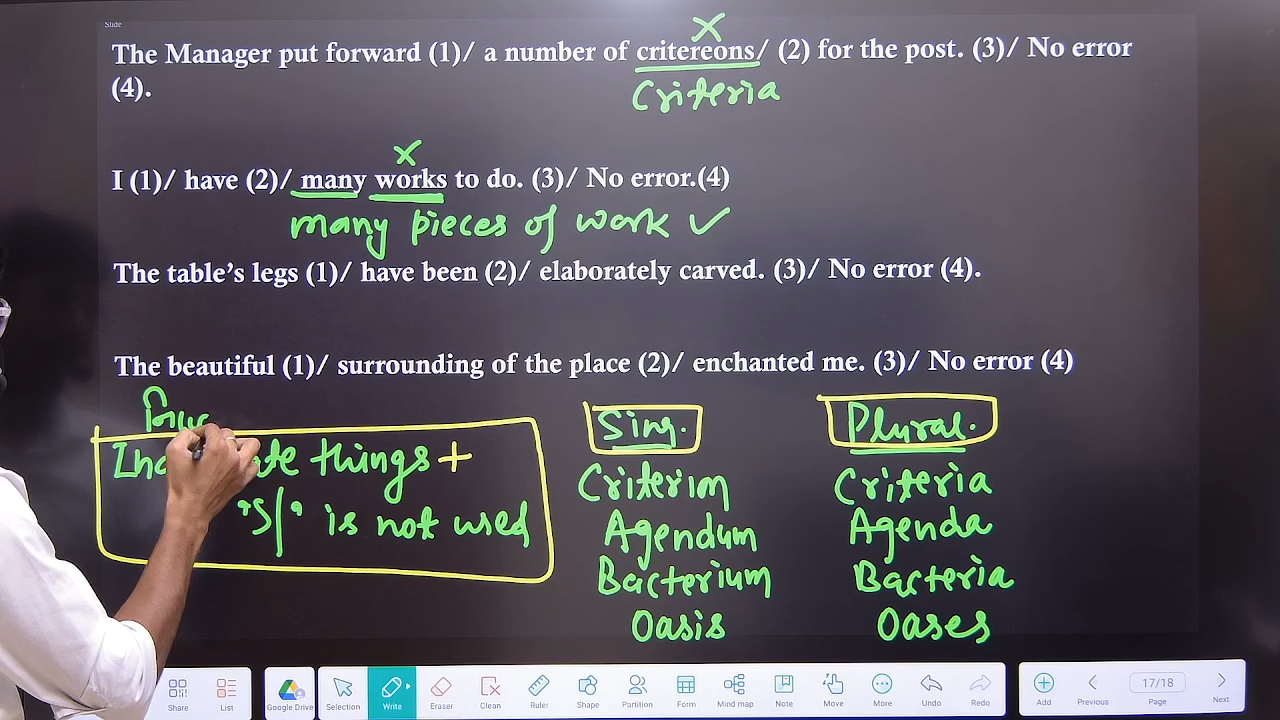 Slide
The Manager put forward (1)/ a number of critereons/ (2) for the post. (3)/ No error
(4).
Criteria
I (1)/ have (2)/ many works to do. (3)/ No error.(4)
many pieces of work ✓
The table's legs (1)/ have been (2)/ elaborately carved. (3)/ No error (4).
The beautiful (1)/ surrounding of the place (2)/ enchanted me. (3)/ No error (4)
things +
's/' is not used
Sing. Plural.
Criterion Criteria
Agendum Agenda
Bacterium Bacteria
Oasis Oases
Share List Google Drive Selection Write Eraser Clean Ruler Shape Partition Form Mind map Note Move More Undo Redo Add Previous 17/18 Page Next